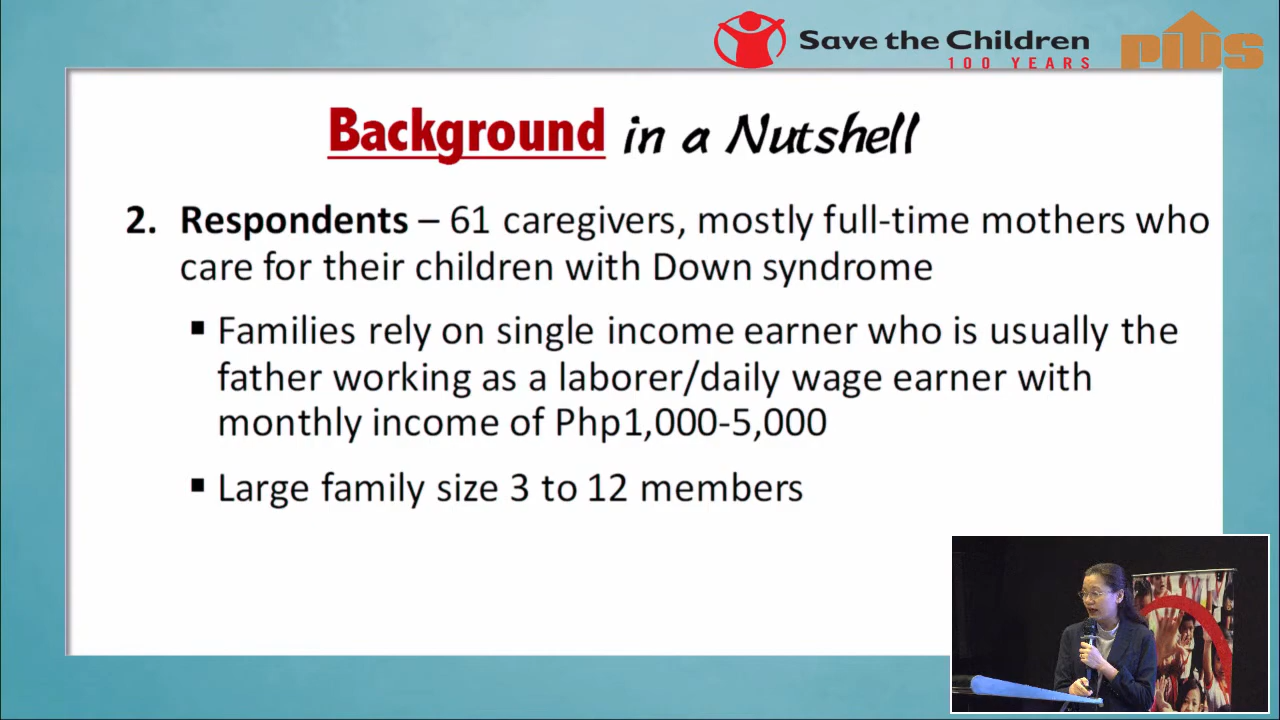 Save the Children
100 YEARS
PIDS
Background in a Nutshell
2. Respondents – 61 caregivers, mostly full-time mothers who
care for their children with Down syndrome
▪ Families rely on single income earner who is usually the
father working as a laborer/daily wage earner with
monthly income of Php1,000-5,000
▪ Large family size 3 to 12 members